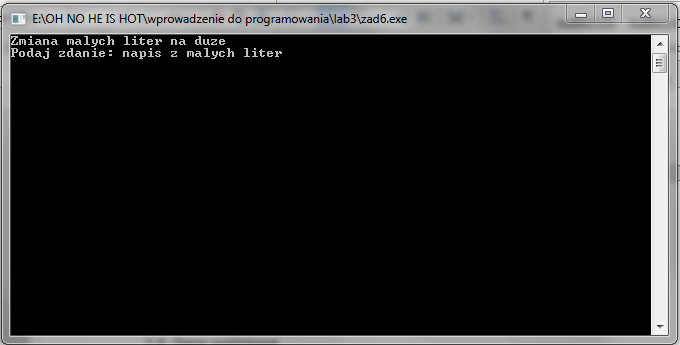 E:\OH NO HE IS HOT\wprowadzenie do programowania\lab3\zad6.exe
Zmiana malych liter na duze
Podaj zdanie: napis z malych liter